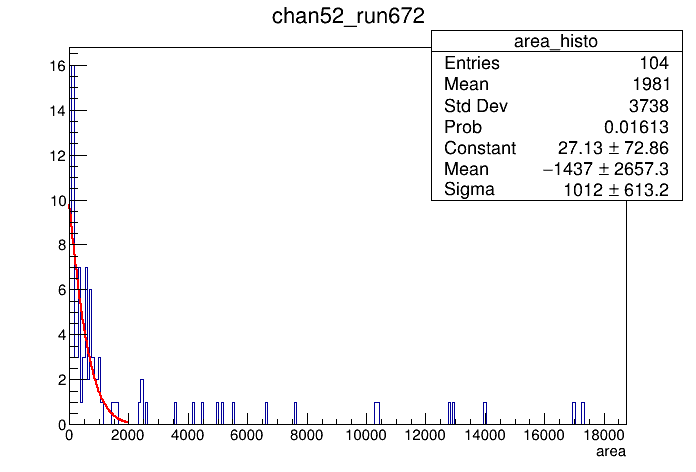 chan52_run672
area_histo
Entries 104
Mean 1981
Std Dev 3738
Prob 0.01613
Constant 27.13 ± 72.86
Mean −1437 ± 2657.3
Sigma 1012 ± 613.2
16
14
12
10
8
6
4
2
0
0 2000 4000 6000 8000 10000 12000 14000 16000 18000
area